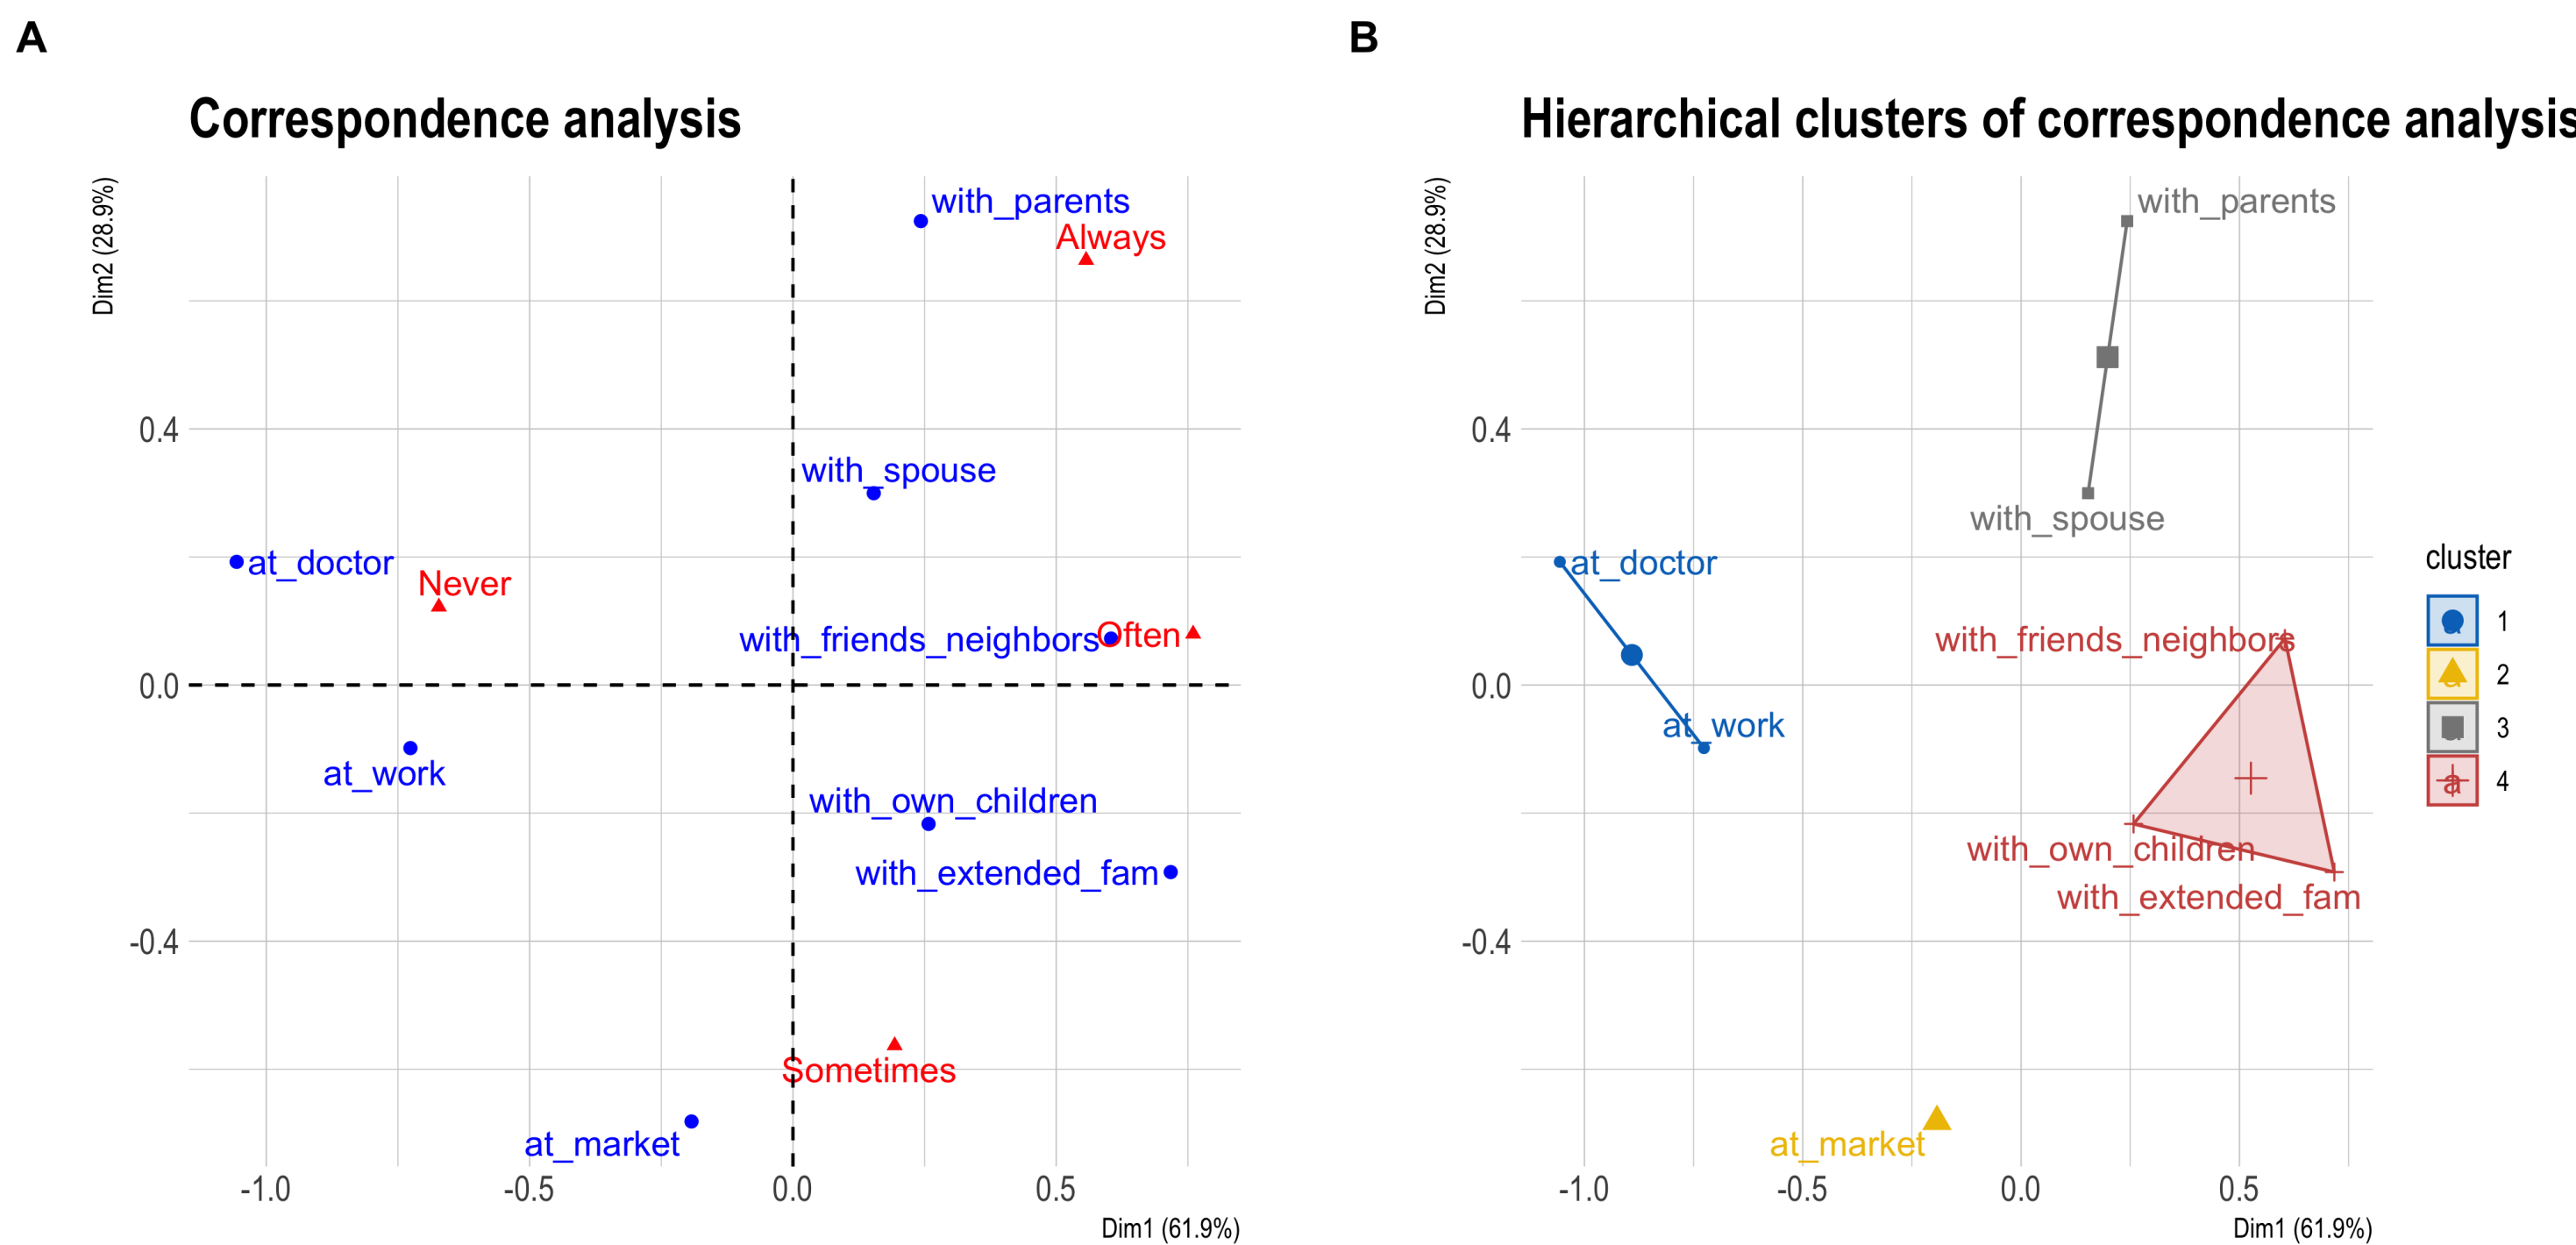 A
Correspondence analysis
Dim2 (28.9%)
with_parents
Always
0.4
with_spouse
at_doctor
Never
with_friends_neighbors
Often
0.0
at_work
with_own_children
with_extended_fam
-0.4
Sometimes
at_market
-1.0
-0.5
0.0
0.5
Dim1 (61.9%)
B
Hierarchical clusters of correspondence analysis
Dim2 (28.9%)
with_parents
0.4
with_spouse
at_doctor
with_friends_neighbors
0.0
at_work
with_own_children
with_extended_fam
-0.4
at_market
-1.0
-0.5
0.0
0.5
Dim1 (61.9%)
cluster
a 1
a 2
a 3
a 4